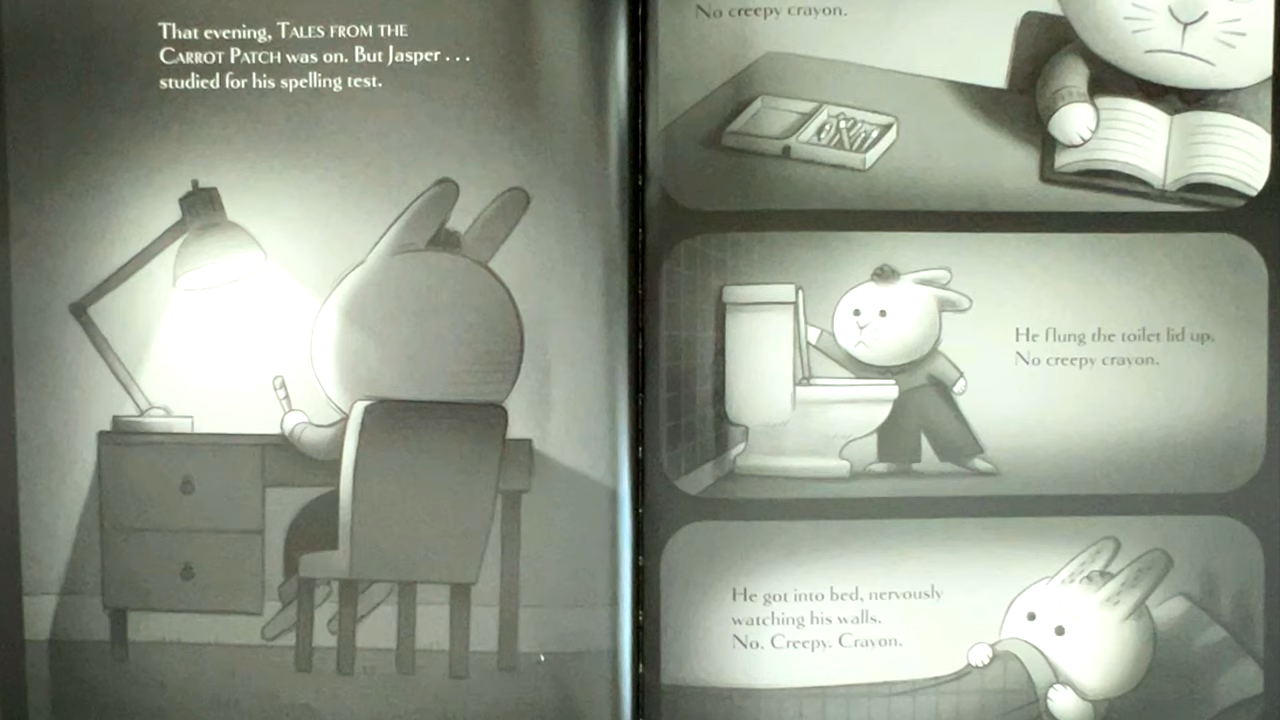 That evening, TALES FROM THE
CARROT PATCH was on. But Jasper . . .
studied for his spelling test.
No creepy crayon.
He flung the toilet lid up.
No creepy crayon.
He got into bed, nervously
watching his walls.
No. Creepy. Crayon.